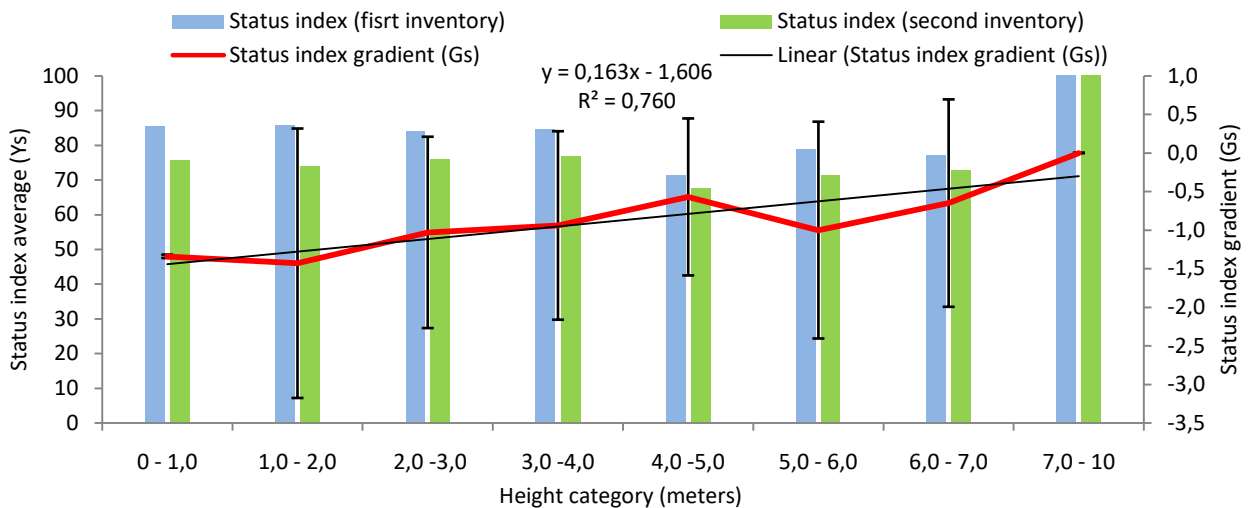 Status index (fisrt inventory)
Status index (second inventory)
Status index gradient (Gs)
Linear (Status index gradient (Gs))
y = 0,163x - 1,606
R² = 0,760
Status index average (Ys)
100
90
80
70
60
50
40
30
20
10
0
1,0
0,5
0,0
-0,5
-1,0
-1,5
-2,0
-2,5
-3,0
-3,5
Status index gradient (Gs)
0 - 1,0
1,0 - 2,0
2,0 -3,0
3,0 -4,0
4,0 -5,0
5,0 - 6,0
6,0 - 7,0
7,0 - 10
Height category (meters)